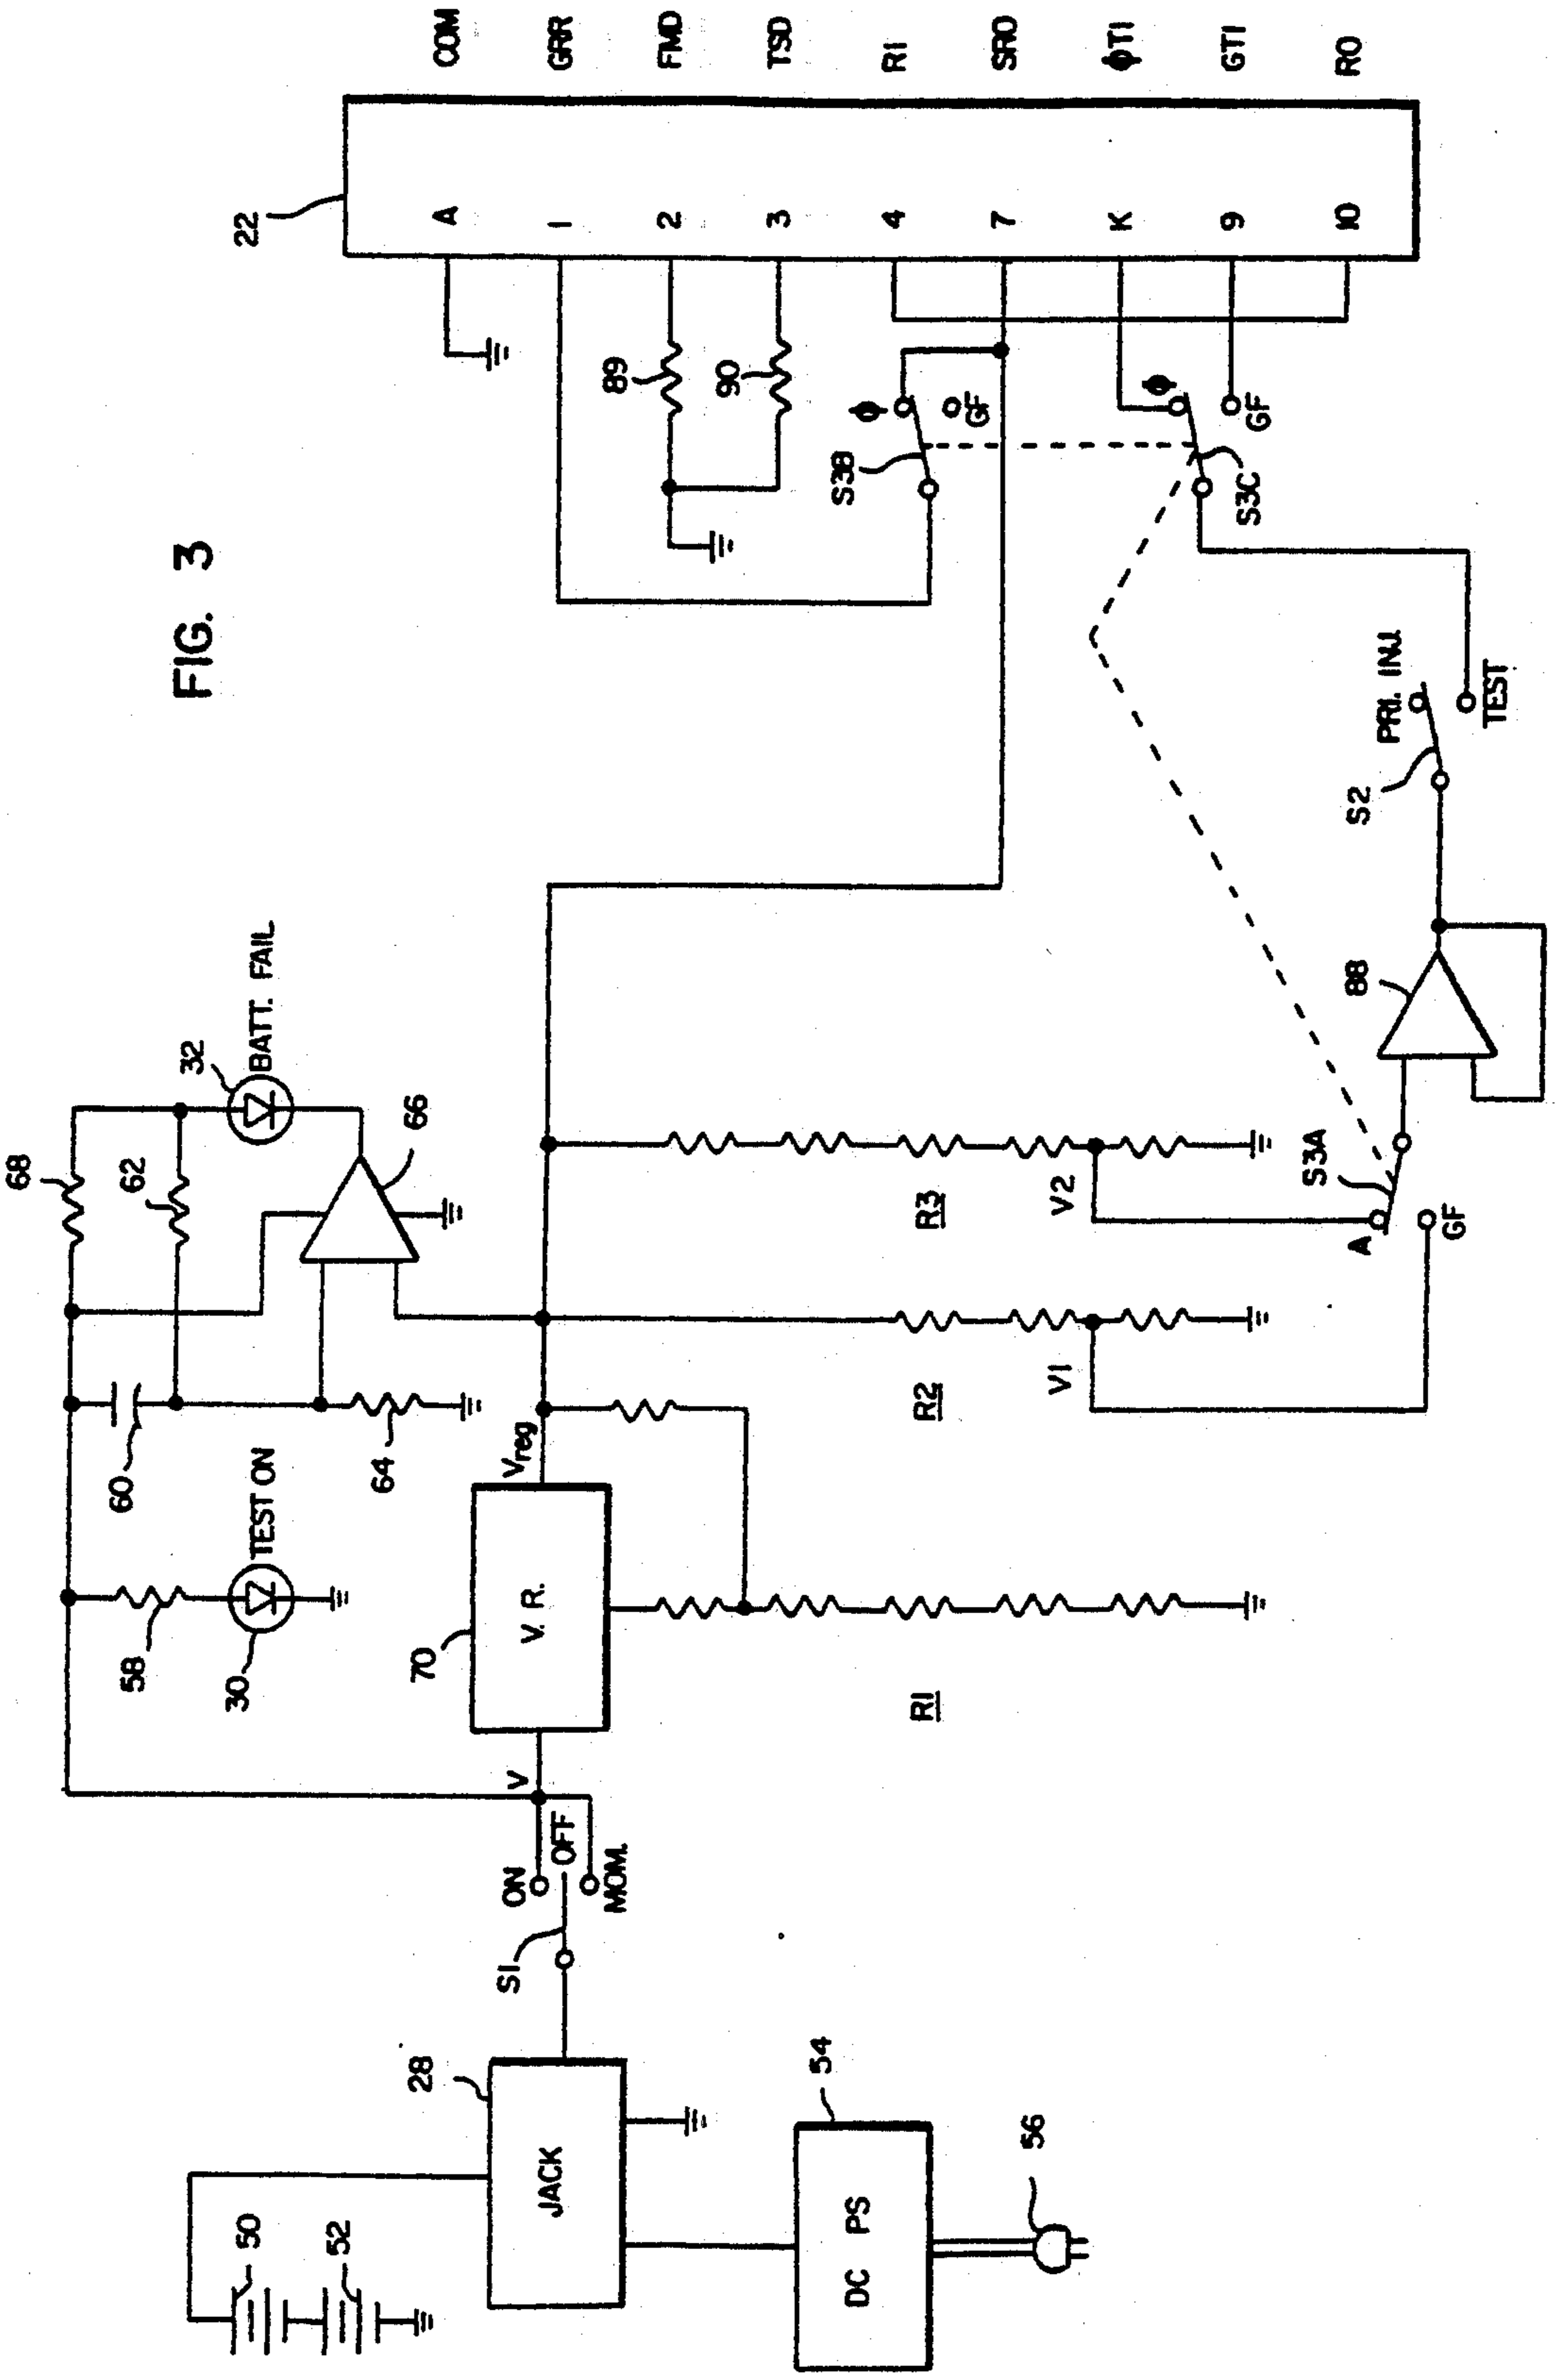 FIG. 3
22
COM
GRR
FMD
TSD
RI
SRO
ΦTI
GTI
RO
A
1
2
3
4
7
K
9
10
89
90
Φ
GF
S3B
Φ
GF
S3C
PRI. INJ.
TEST
S2
88
S3A
A
GF
BATT. FAIL
32
66
68
62
60
64
TEST ON
58
30
R3
V2
R2
V1
Vreg
V. R.
70
R1
V
ON
OFF
MOM.
S1
28
JACK
50
52
54
DC PS
56